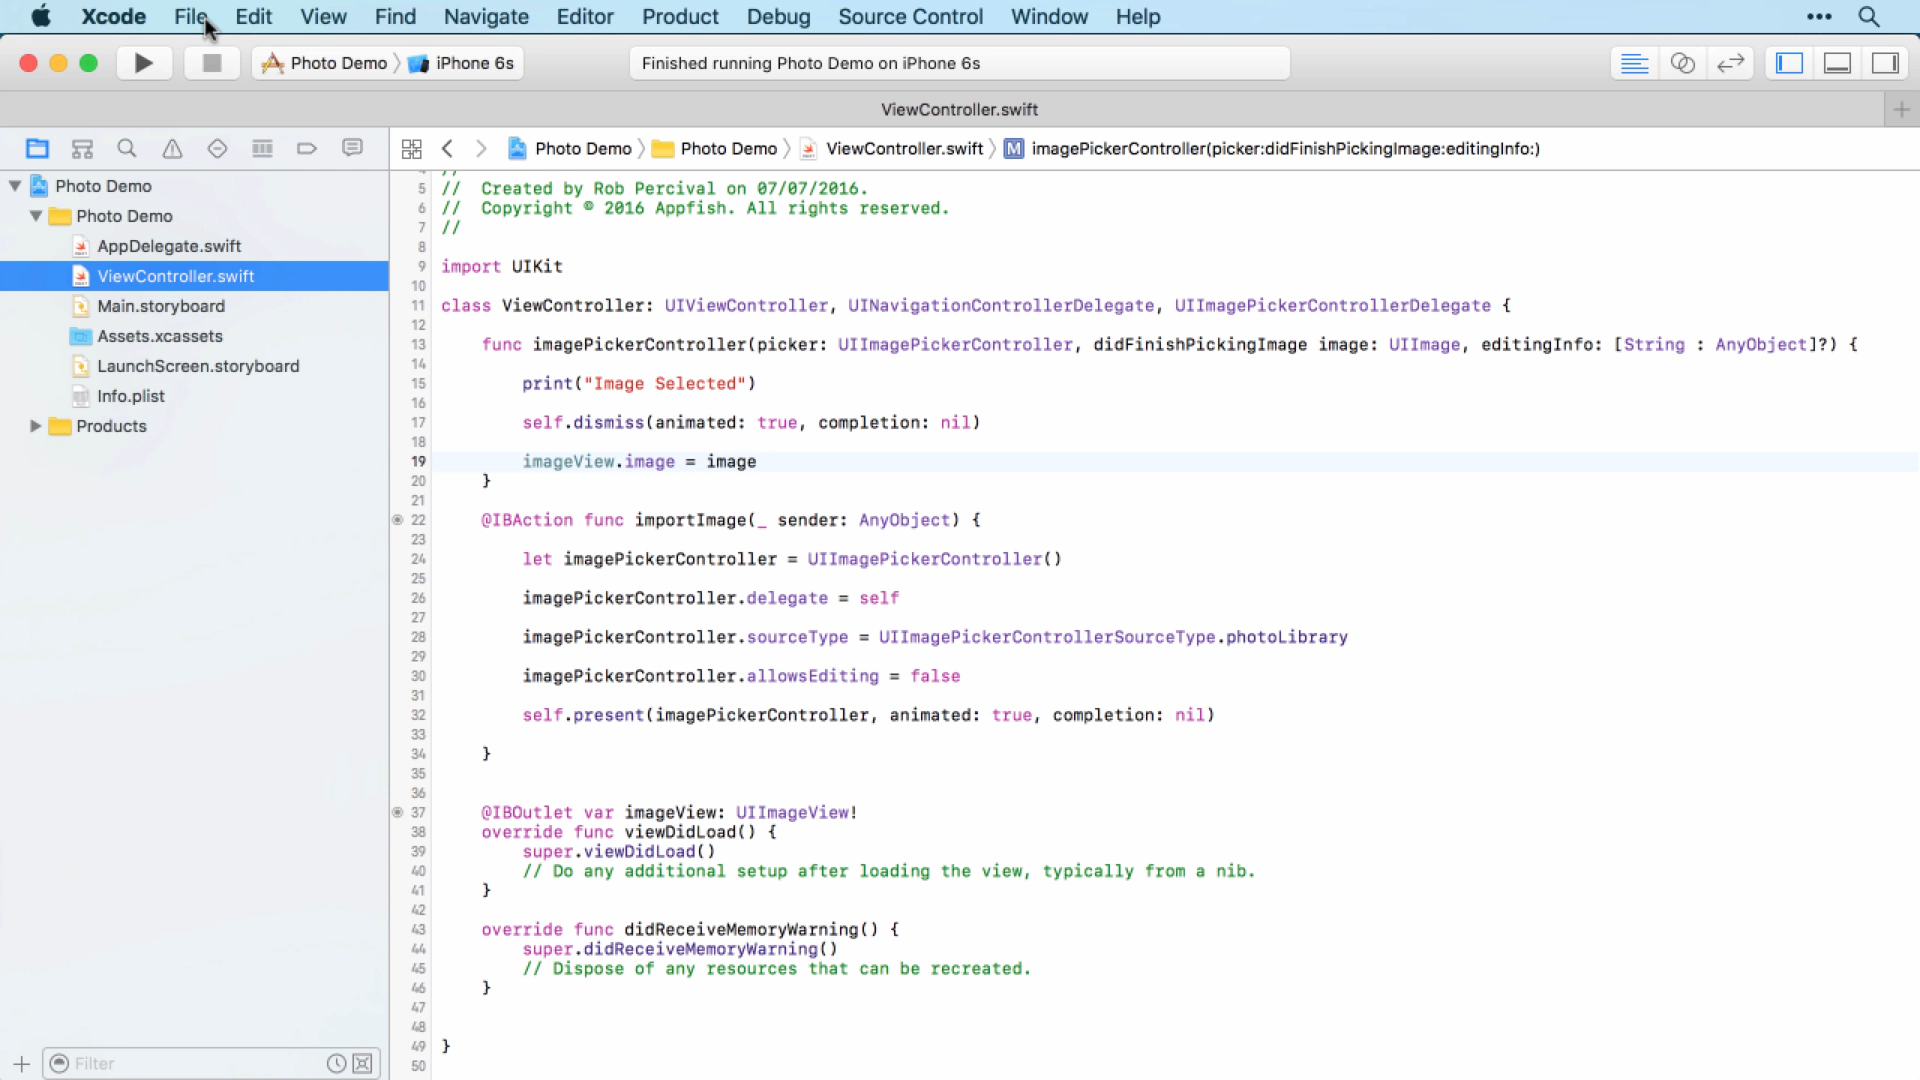 Xcode File Edit View Find Navigate Editor Product Debug Source Control Window Help
Photo Demo iPhone 6s
Finished running Photo Demo on iPhone 6s
ViewController.swift
Photo Demo Photo Demo ViewController.swift M imagePickerController(picker:didFinishPickingImage:editingInfo:)
Photo Demo
Photo Demo
AppDelegate.swift
ViewController.swift
Main.storyboard
Assets.xcassets
LaunchScreen.storyboard
Info.plist
Products
Filter
5 //  Created by Rob Percival on 07/07/2016.
6 //  Copyright © 2016 Appfish. All rights reserved.
7 //
8
9 import UIKit
10
11 class ViewController: UIViewController, UINavigationControllerDelegate, UIImagePickerControllerDelegate {
12
13     func imagePickerController(picker: UIImagePickerController, didFinishPickingImage image: UIImage, editingInfo: [String : AnyObject]?) {
14
15         print("Image Selected")
16
17         self.dismiss(animated: true, completion: nil)
18
19         imageView.image = image
20     }
21
22     @IBAction func importImage(_ sender: AnyObject) {
23
24         let imagePickerController = UIImagePickerController()
25
26         imagePickerController.delegate = self
27
28         imagePickerController.sourceType = UIImagePickerControllerSourceType.photoLibrary
29
30         imagePickerController.allowsEditing = false
31
32         self.present(imagePickerController, animated: true, completion: nil)
33
34     }
35
36
37     @IBOutlet var imageView: UIImageView!
38     override func viewDidLoad() {
39         super.viewDidLoad()
40         // Do any additional setup after loading the view, typically from a nib.
41     }
42
43     override func didReceiveMemoryWarning() {
44         super.didReceiveMemoryWarning()
45         // Dispose of any resources that can be recreated.
46     }
47
48
49 }
50